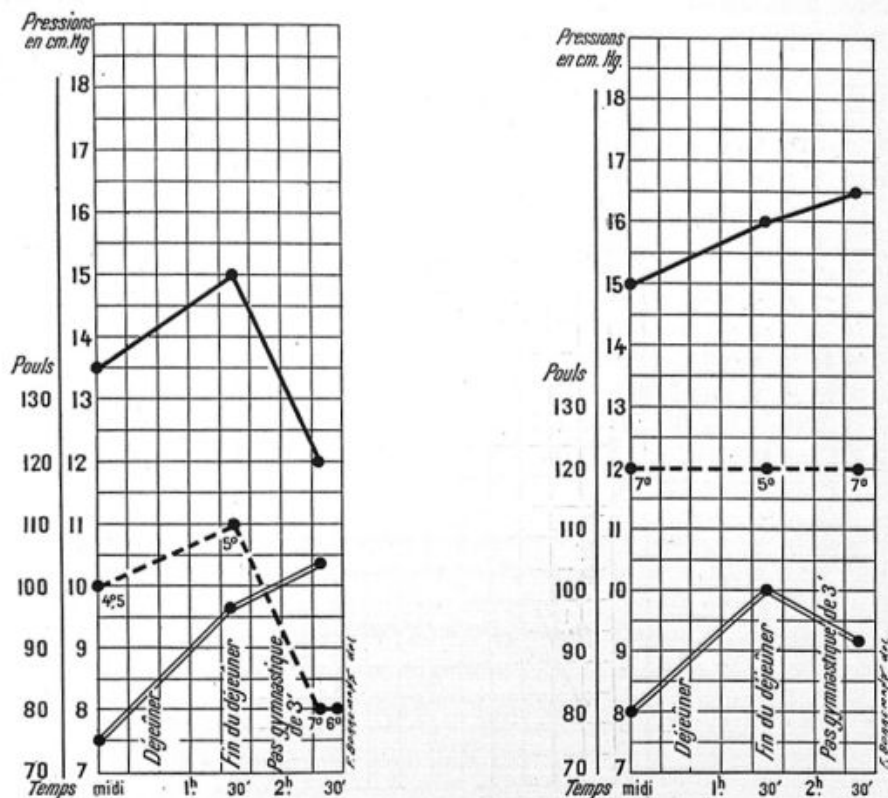 Pressions
en cm. Hg
18
17
16
15
14
Pouls
130 13
120 12
110 11
100 10
4°,5
5°
90 9
80 8
7° 6°
70 7
Déjeûner
Fin du déjeûner
Pas gymnastique
de 3'
Temps midi 1h. 30' 2h. 30'
Pressions
en cm. Hg.
18
17
16
15
14
Pouls
130 13
120 12
7° 5° 7°
110 11
100 10
90 9
80 8
70 7
Déjeûner
Fin du déjeûner
Pas gymnastique de 3'
Temps midi 1h. 30' 2h. 30'